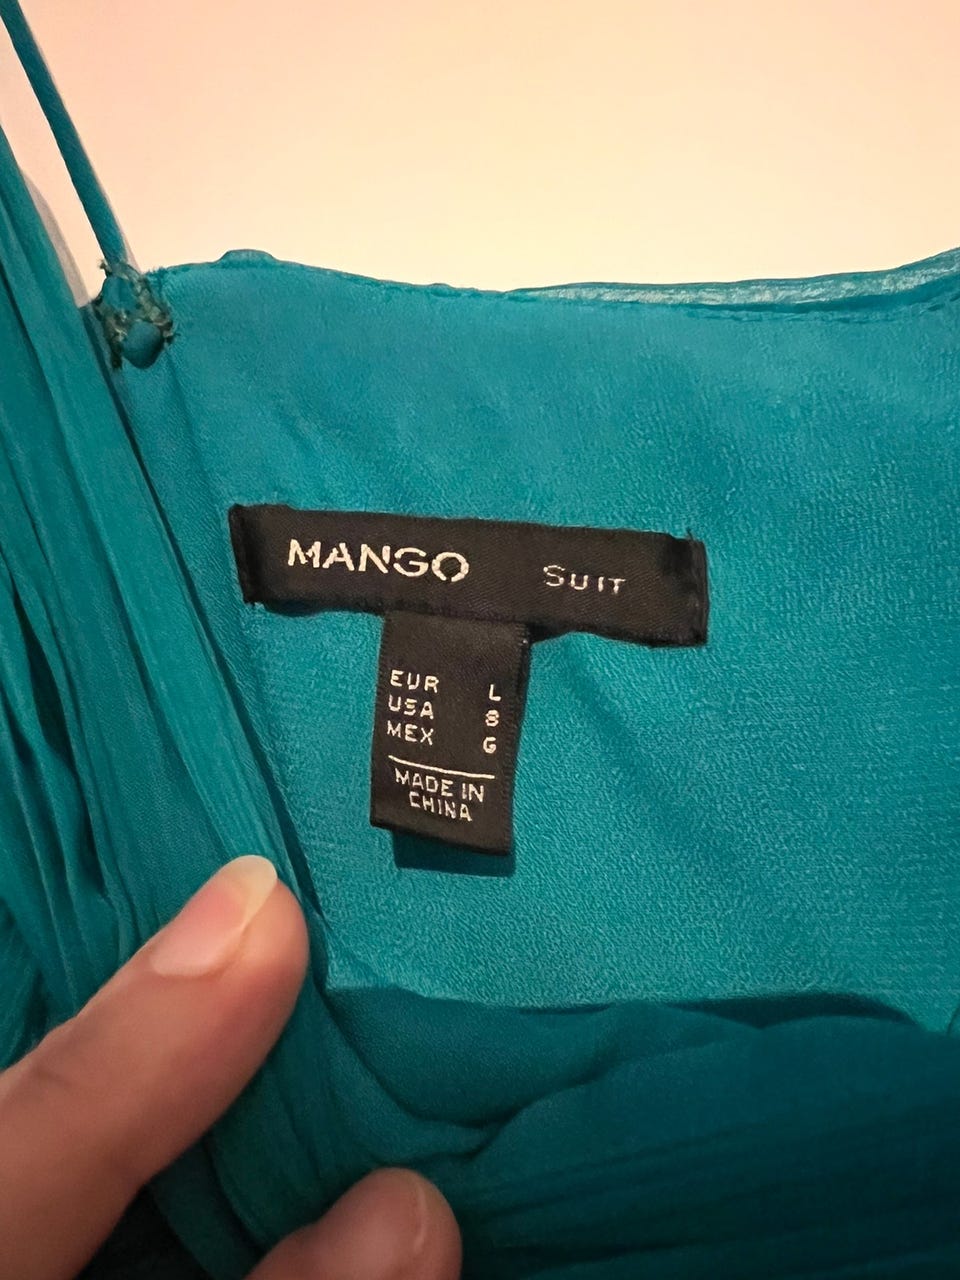 MANGO SUIT
EUR L
USA 8
MEX G
MADE IN
CHINA